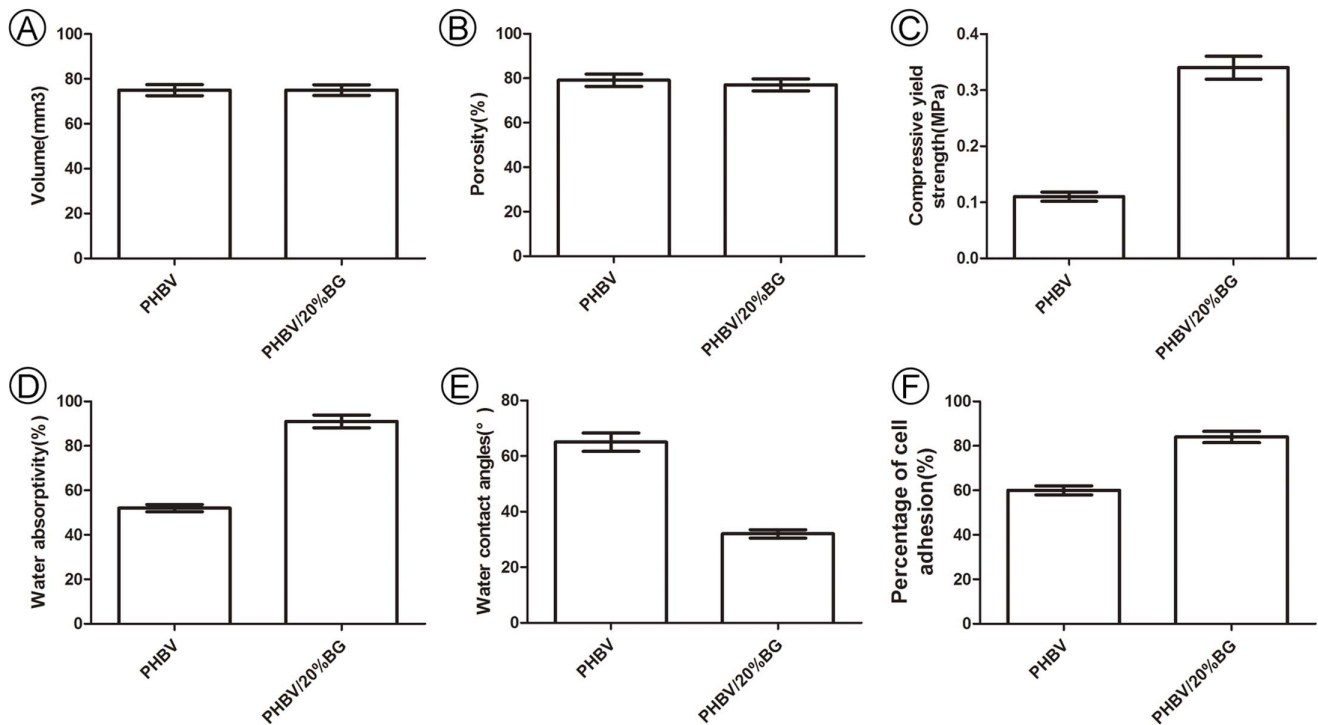 A
Volume(mm3)
100
80
60
40
20
0
PHBV
PHBV/20%BG
B
Porosity(%)
100
80
60
40
20
0
PHBV
PHBV/20%BG
C
Compressive yield
strength(MPa)
0.4
0.3
0.2
0.1
0.0
PHBV
PHBV/20%BG
D
Water absorptivity(%)
100
80
60
40
20
0
PHBV
PHBV/20%BG
E
Water contact angles(° )
80
60
40
20
0
PHBV
PHBV/20%BG
F
Percentage of cell
adhesion(%)
100
80
60
40
20
0
PHBV
PHBV/20%BG